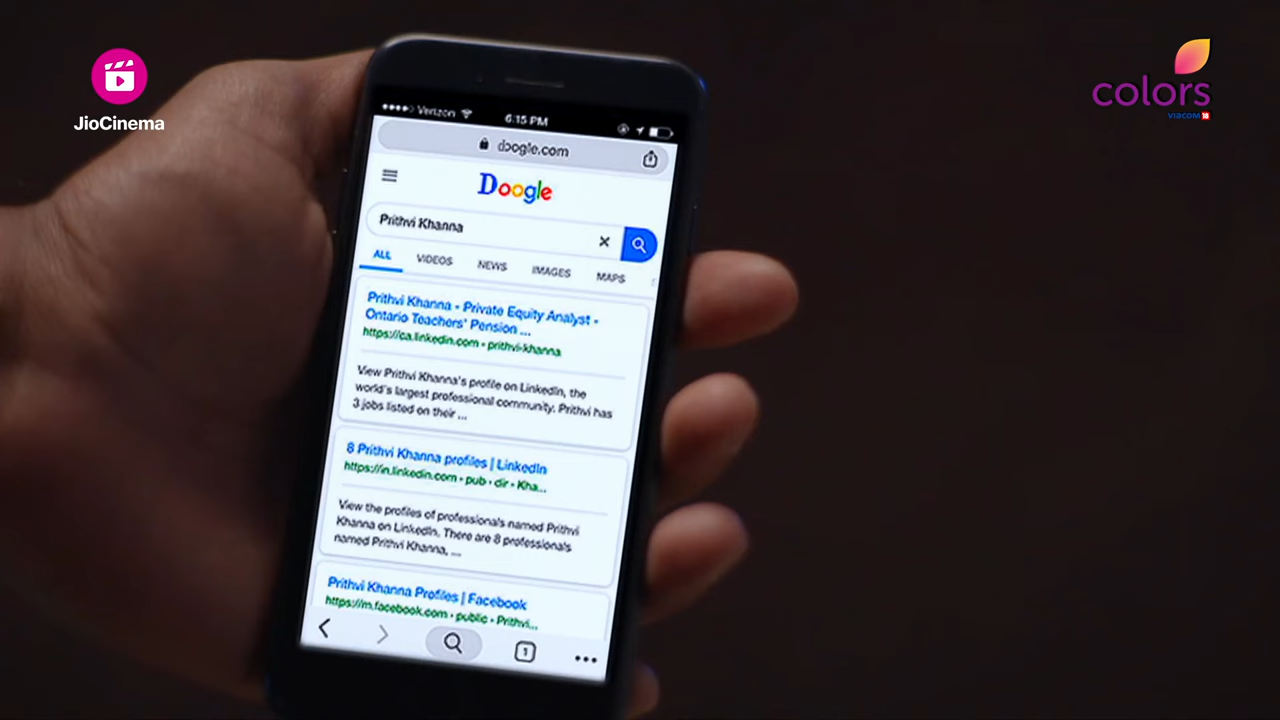 JioCinema
colors
VIACOM18
Verizon 6:15 PM
doogle.com
Doogle
Prithvi Khanna
ALL VIDEOS NEWS IMAGES MAPS
Prithvi Khanna - Private Equity Analyst -
Ontario Teachers' Pension ...
https://ca.linkedin.com • prithvi-khanna
View Prithvi Khanna's profile on LinkedIn, the
world's largest professional community. Prithvi has
3 jobs listed on their ...
8 Prithvi Khanna profiles | LinkedIn
https://in.linkedin.com • pub • dir • Kha...
View the profiles of professionals named Prithvi
Khanna on LinkedIn. There are 8 professionals
named Prithvi Khanna, ...
Prithvi Khanna Profiles | Facebook
https://m.facebook.com • public • Prithvi...
1